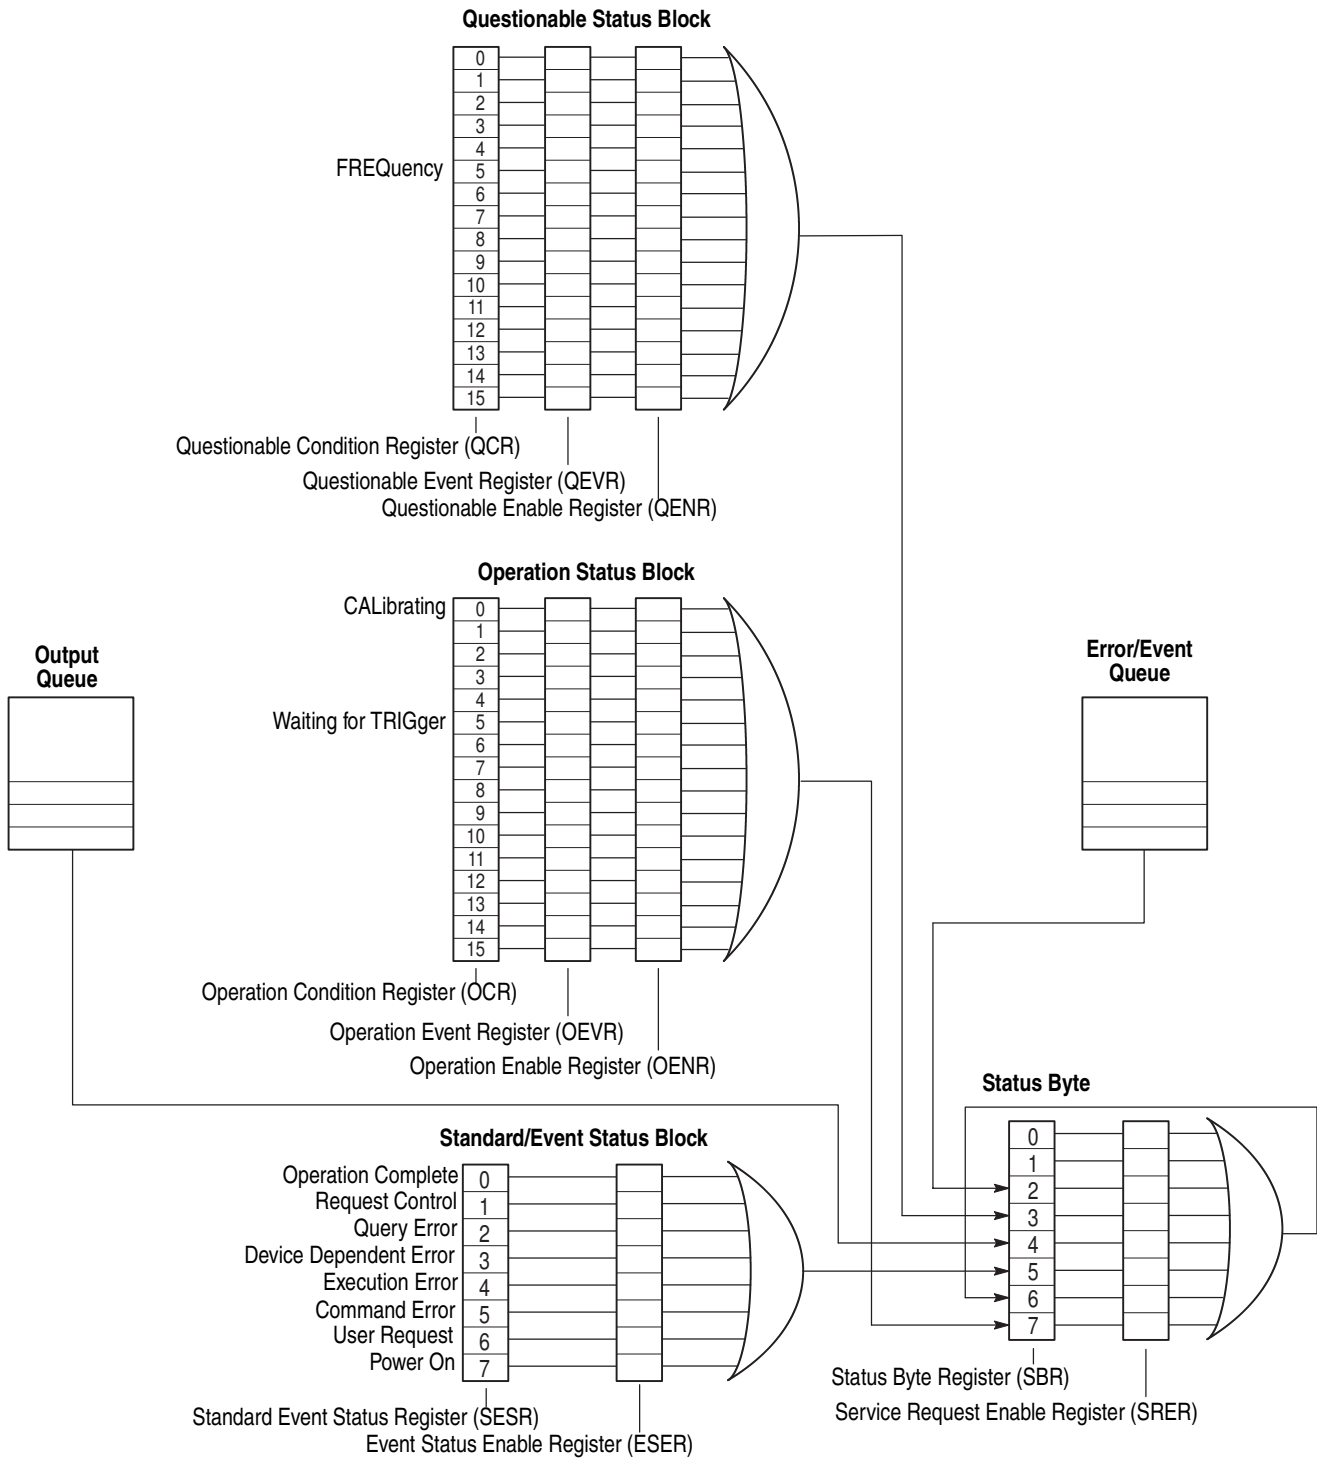 Questionable Status Block
0
1
2
3
4
FREQuency 5
6
7
8
9
10
11
12
13
14
15
Questionable Condition Register (QCR)
Questionable Event Register (QEVR)
Questionable Enable Register (QENR)
Operation Status Block
CALibrating 0
1
2
3
4
Waiting for TRIGger 5
6
7
8
9
10
11
12
13
14
15
Operation Condition Register (OCR)
Operation Event Register (OEVR)
Operation Enable Register (OENR)
Output
Queue
Error/Event
Queue
Standard/Event Status Block
Operation Complete 0
Request Control 1
Query Error 2
Device Dependent Error 3
Execution Error 4
Command Error 5
User Request 6
Power On 7
Standard Event Status Register (SESR)
Event Status Enable Register (ESER)
Status Byte
0
1
2
3
4
5
6
7
Status Byte Register (SBR)
Service Request Enable Register (SRER)